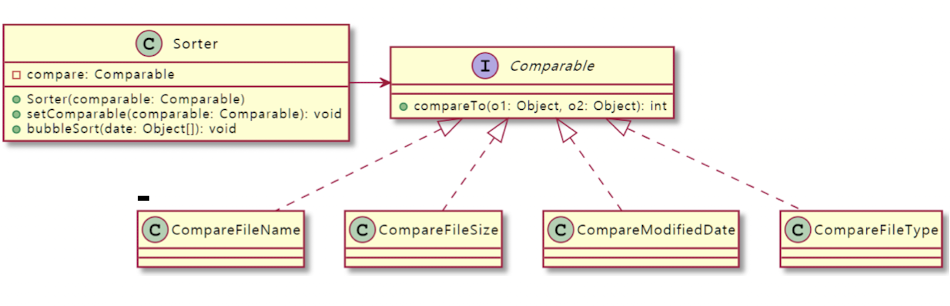 C Sorter
compare: Comparable
Sorter(comparable: Comparable)
setComparable(comparable: Comparable): void
bubbleSort(date: Object[]): void
I Comparable
compareTo(o1: Object, o2: Object): int
C CompareFileName
C CompareFileSize
C CompareModifiedDate
C CompareFileType